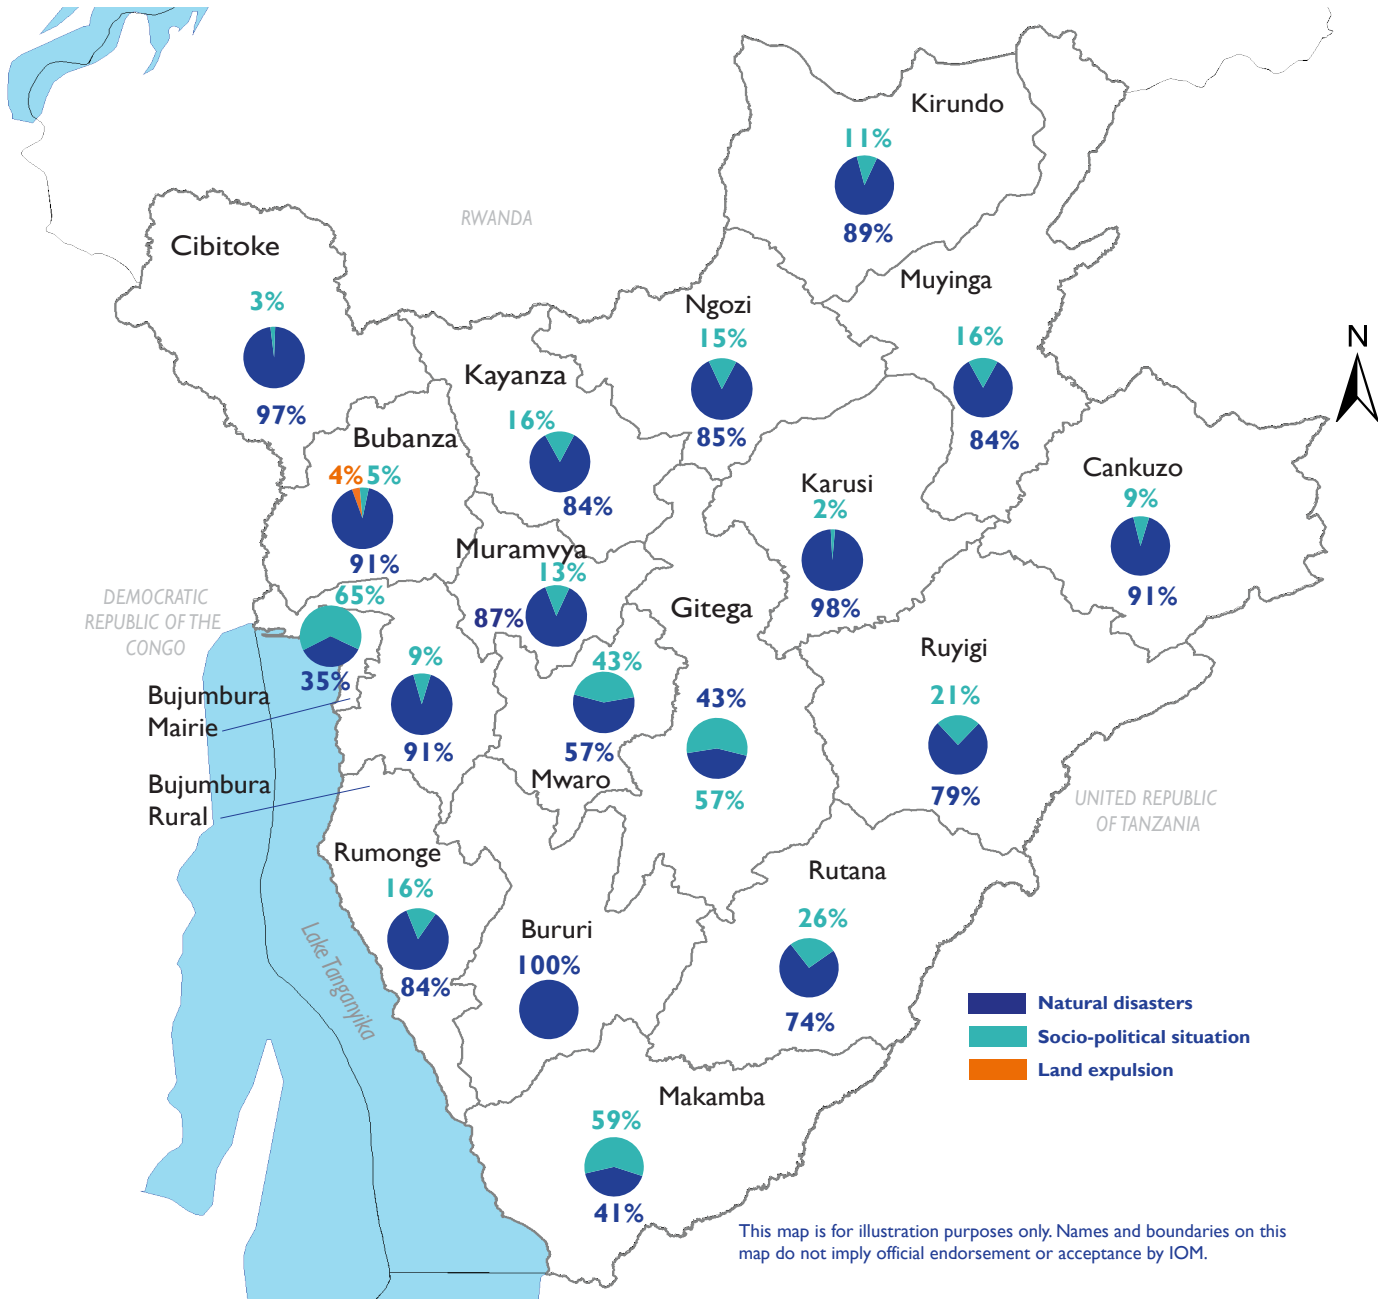 Kirundo
11%
89%
RWANDA
Cibitoke
3%
97%
Muyinga
16%
84%
Ngozi
15%
85%
Kayanza
16%
84%
Bubanza
4% 5%
91%
Karusi
2%
98%
Cankuzo
9%
91%
Muramvya
13%
87%
DEMOCRATIC
REPUBLIC OF THE
CONGO
65%
35%
Bujumbura
Mairie
9%
91%
Bujumbura
Rural
43%
57%
Mwaro
Gitega
43%
57%
Ruyigi
21%
79%
UNITED REPUBLIC
OF TANZANIA
Rumonge
16%
84%
Lake Tanganyika
Bururi
100%
Rutana
26%
74%
Makamba
59%
41%
N
Natural disasters
Socio-political situation
Land expulsion
This map is for illustration purposes only. Names and boundaries on this
map do not imply official endorsement or acceptance by IOM.